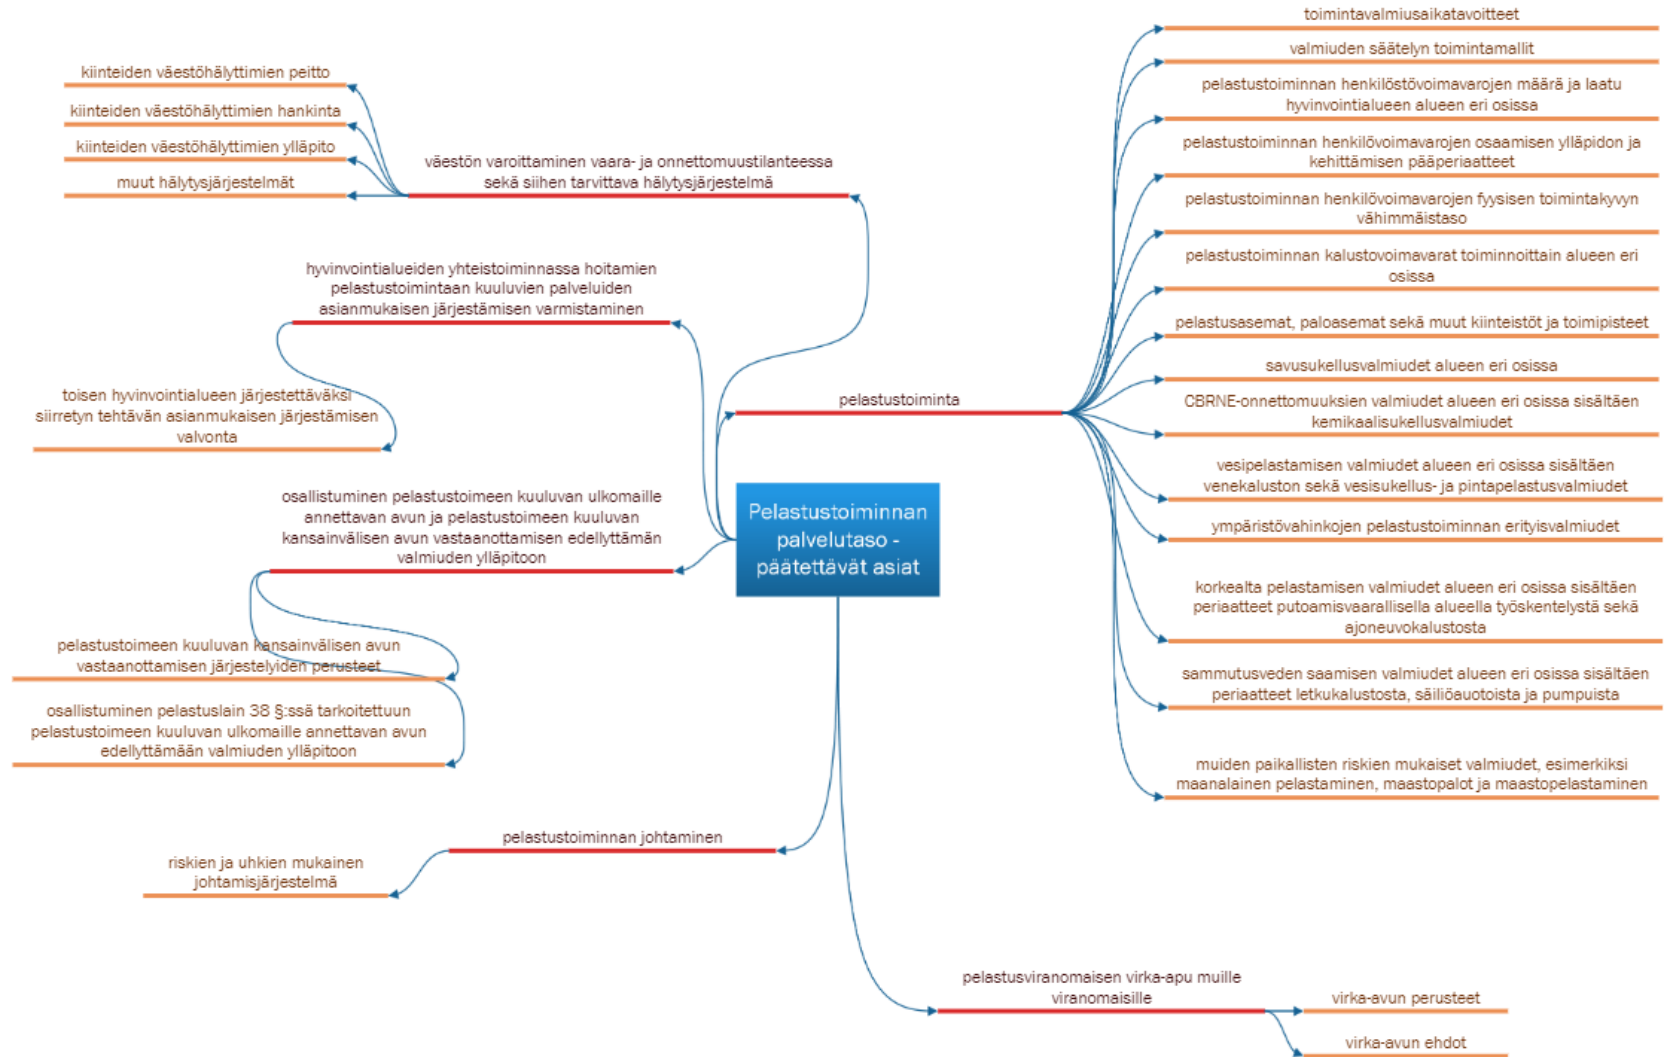 Pelastustoiminnan
palvelutaso -
päätettävät asiat
väestön varoittaminen vaara- ja onnettomuustilanteessa
sekä siihen tarvittava hälytysjärjestelmä
kiinteiden väestöhälyttimien peitto
kiinteiden väestöhälyttimien hankinta
kiinteiden väestöhälyttimien ylläpito
muut hälytysjärjestelmät
hyvinvointialueiden yhteistoiminnassa hoitamien
pelastustoimintaan kuuluvien palveluiden
asianmukaisen järjestämisen varmistaminen
toisen hyvinvointialueen järjestettäväksi
siirretyn tehtävän asianmukaisen järjestämisen
valvonta
osallistuminen pelastustoimeen kuuluvan ulkomaille
annettavan avun ja pelastustoimeen kuuluvan
kansainvälisen avun vastaanottamisen edellyttämän
valmiuden ylläpitoon
pelastustoimeen kuuluvan kansainvälisen avun
vastaanottamisen järjestelyiden perusteet
osallistuminen pelastuslain 38 §:ssä tarkoitettuun
pelastustoimeen kuuluvan ulkomaille annettavan avun
edellyttämään valmiuden ylläpitoon
pelastustoiminnan johtaminen
riskien ja uhkien mukainen
johtamisjärjestelmä
pelastustoiminta
toimintavalmiusaikatavoitteet
valmiuden säätelyn toimintamallit
pelastustoiminnan henkilöstövoimavarojen määrä ja laatu
hyvinvointialueen alueen eri osissa
pelastustoiminnan henkilövoimavarojen osaamisen ylläpidon ja
kehittämisen pääperiaatteet
pelastustoiminnan henkilövoimavarojen fyysisen toimintakyvyn
vähimmäistaso
pelastustoiminnan kalustovoimavarat toiminnoittain alueen eri
osissa
pelastusasemat, paloasemat sekä muut kiinteistöt ja toimipisteet
savusukellusvalmiudet alueen eri osissa
CBRNE-onnettomuuksien valmiudet alueen eri osissa sisältäen
kemikaalisukellusvalmiudet
vesipelastamisen valmiudet alueen eri osissa sisältäen
venekaluston sekä vesisukellus- ja pintapelastusvalmiudet
ympäristövahinkojen pelastustoiminnan erityisvalmiudet
korkealta pelastamisen valmiudet alueen eri osissa sisältäen
periaatteet putoamisvaarallisella alueella työskentelystä sekä
ajoneuvokalustosta
sammutusveden saamisen valmiudet alueen eri osissa sisältäen
periaatteet letkukalustosta, säiliöautoista ja pumpuista
muiden paikallisten riskien mukaiset valmiudet, esimerkiksi
maanalainen pelastaminen, maastopalot ja maastopelastaminen
pelastusviranomaisen virka-apu muille
viranomaisille
virka-avun perusteet
virka-avun ehdot